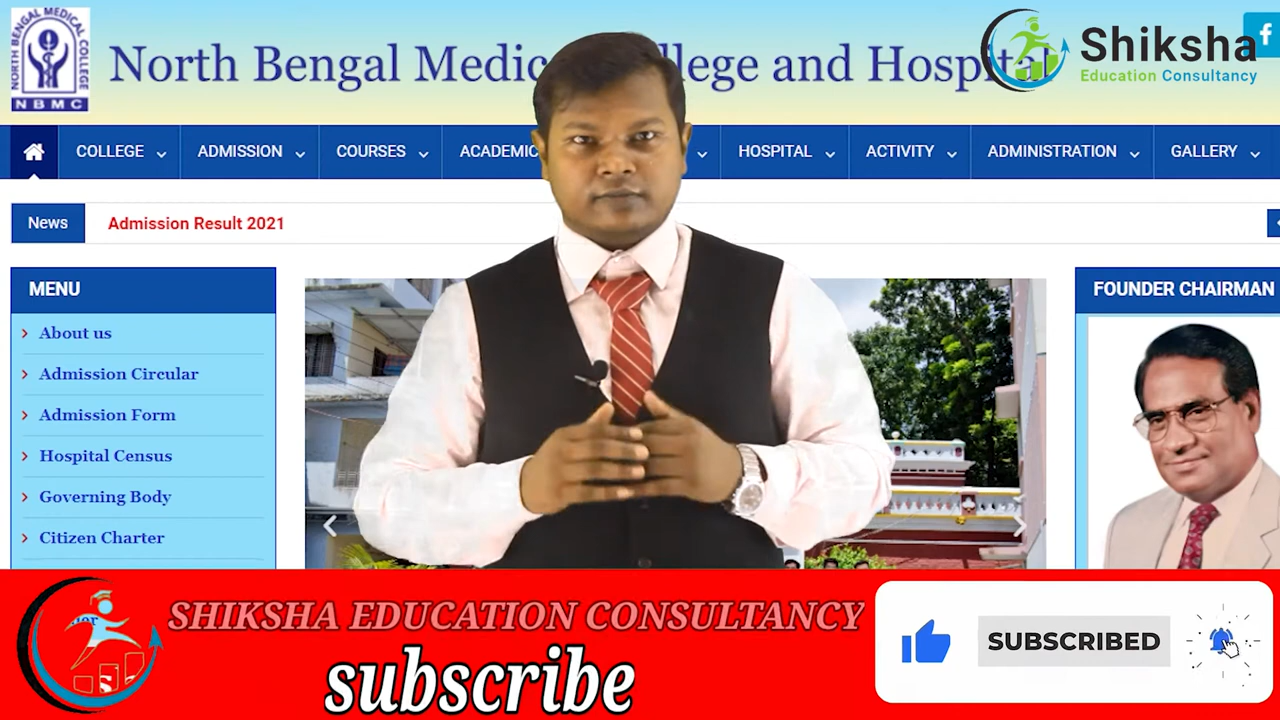 NORTH BENGAL MEDICAL COLLEGE
NBMC
North Bengal Medic llege and Hospital
Shiksha
Education Consultancy
f
COLLEGE
ADMISSION
COURSES
ACADEMIC
HOSPITAL
ACTIVITY
ADMINISTRATION
GALLERY
News
Admission Result 2021
MENU
About us
Admission Circular
Admission Form
Hospital Census
Governing Body
Citizen Charter
FOUNDER CHAIRMAN
SHIKSHA EDUCATION CONSULTANCY
subscribe
SUBSCRIBED